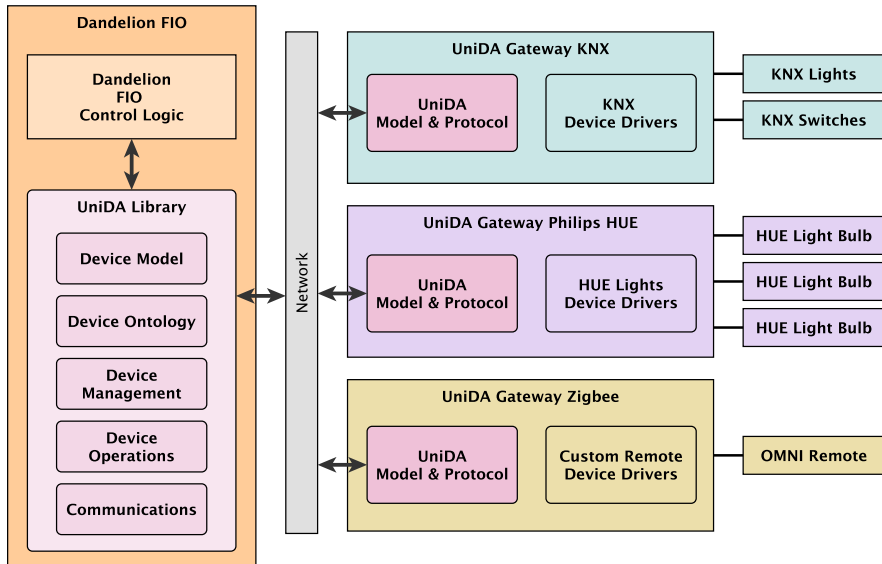 Dandelion FIO
Dandelion
FIO
Control Logic
UniDA Library
Device Model
Device Ontology
Device
Management
Device
Operations
Communications
Network
UniDA Gateway KNX
UniDA
Model & Protocol
KNX
Device Drivers
KNX Lights
KNX Switches
UniDA Gateway Philips HUE
UniDA
Model & Protocol
HUE Lights
Device Drivers
HUE Light Bulb
HUE Light Bulb
HUE Light Bulb
UniDA Gateway Zigbee
UniDA
Model & Protocol
Custom Remote
Device Drivers
OMNI Remote